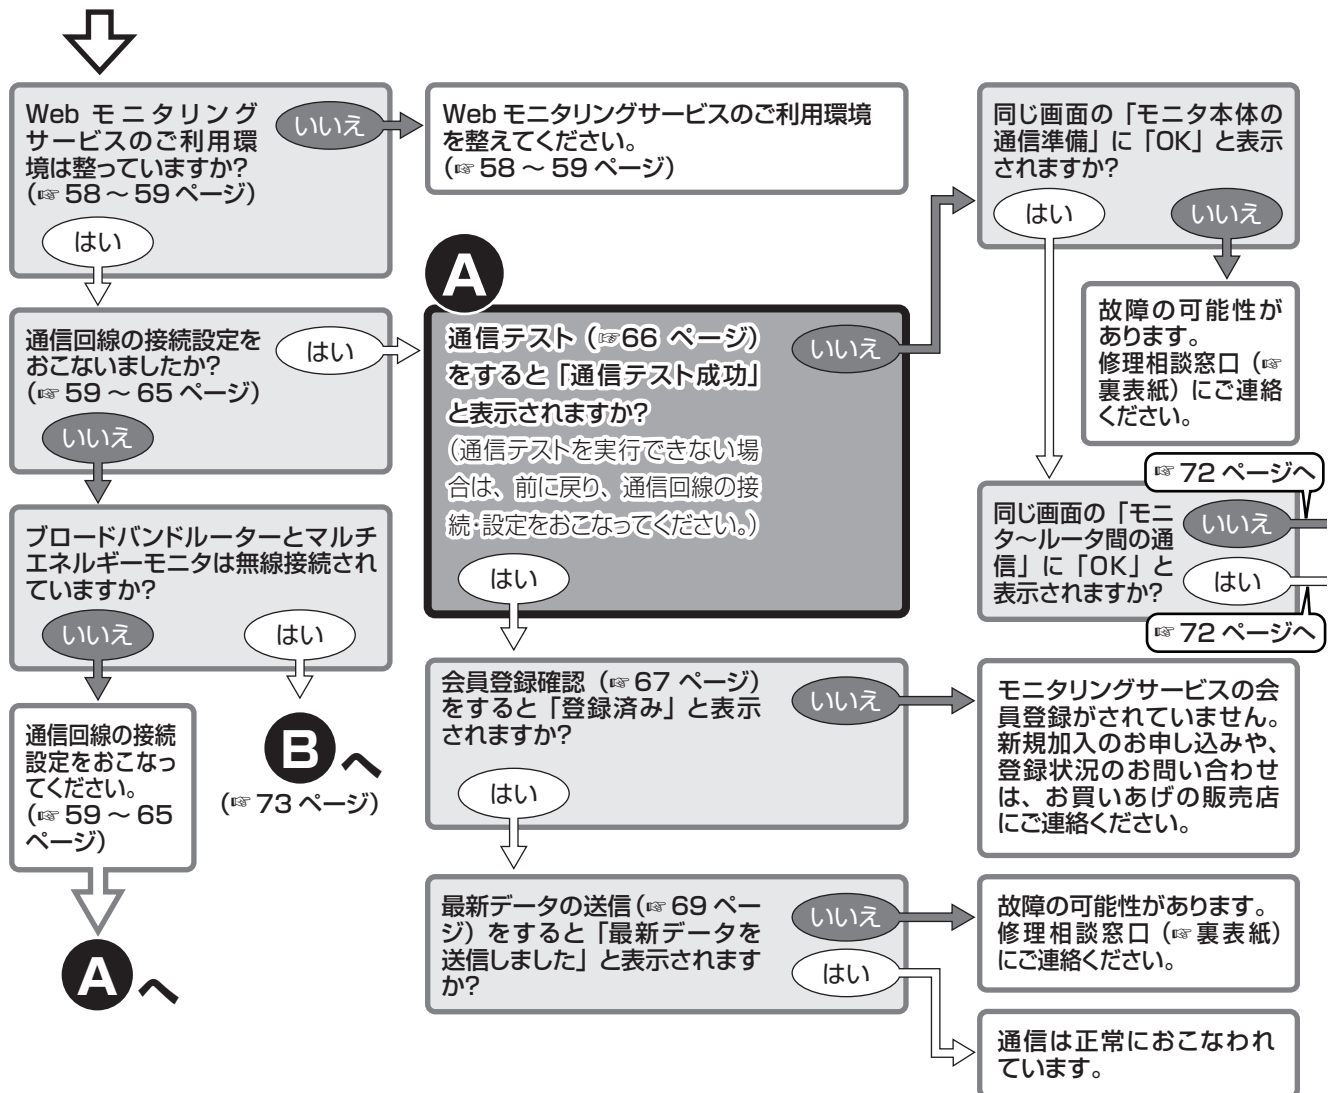 Web モニタリング
サービスのご利用環
境は整っていますか?
(☞ 58 ～ 59 ページ)
いいえ
はい
Web モニタリングサービスのご利用環境
を整えてください。
(☞ 58 ～ 59 ページ)
通信回線の接続設定を
おこないましたか?
(☞ 59 ～ 65 ページ)
はい
いいえ
ブロードバンドルーターとマルチ
エネルギーモニタは無線接続され
ていますか?
いいえ
はい
通信回線の接続
設定をおこなっ
てください。
(☞ 59 ～ 65
ページ)
Aへ
Bへ
(☞ 73 ページ)
A
通信テスト (☞66 ページ)
をすると「通信テスト成功」
と表示されますか?
(通信テストを実行できない場
合は、前に戻り、通信回線の接
続・設定をおこなってください。)
いいえ
はい
会員登録確認 (☞ 67 ページ)
をすると「登録済み」と表示
されますか?
いいえ
はい
最新データの送信(☞ 69 ペー
ジ) をすると「最新データを
送信しました」と表示されます
か?
いいえ
はい
同じ画面の「モニタ本体の
通信準備」に「OK」と表示
されますか?
はい
いいえ
故障の可能性が
あります。
修理相談窓口 (☞
裏表紙) にご連絡
ください。
☞ 72 ページへ
同じ画面の「モニ
タ～ルータ間の通
信」に「OK」と
表示されますか?
いいえ
はい
☞ 72 ページへ
モニタリングサービスの会
員登録がされていません。
新規加入のお申し込みや、
登録状況のお問い合わせ
は、お買いあげの販売店
にご連絡ください。
故障の可能性があります。
修理相談窓口 (☞裏表紙)
にご連絡ください。
通信は正常におこなわれ
ています。